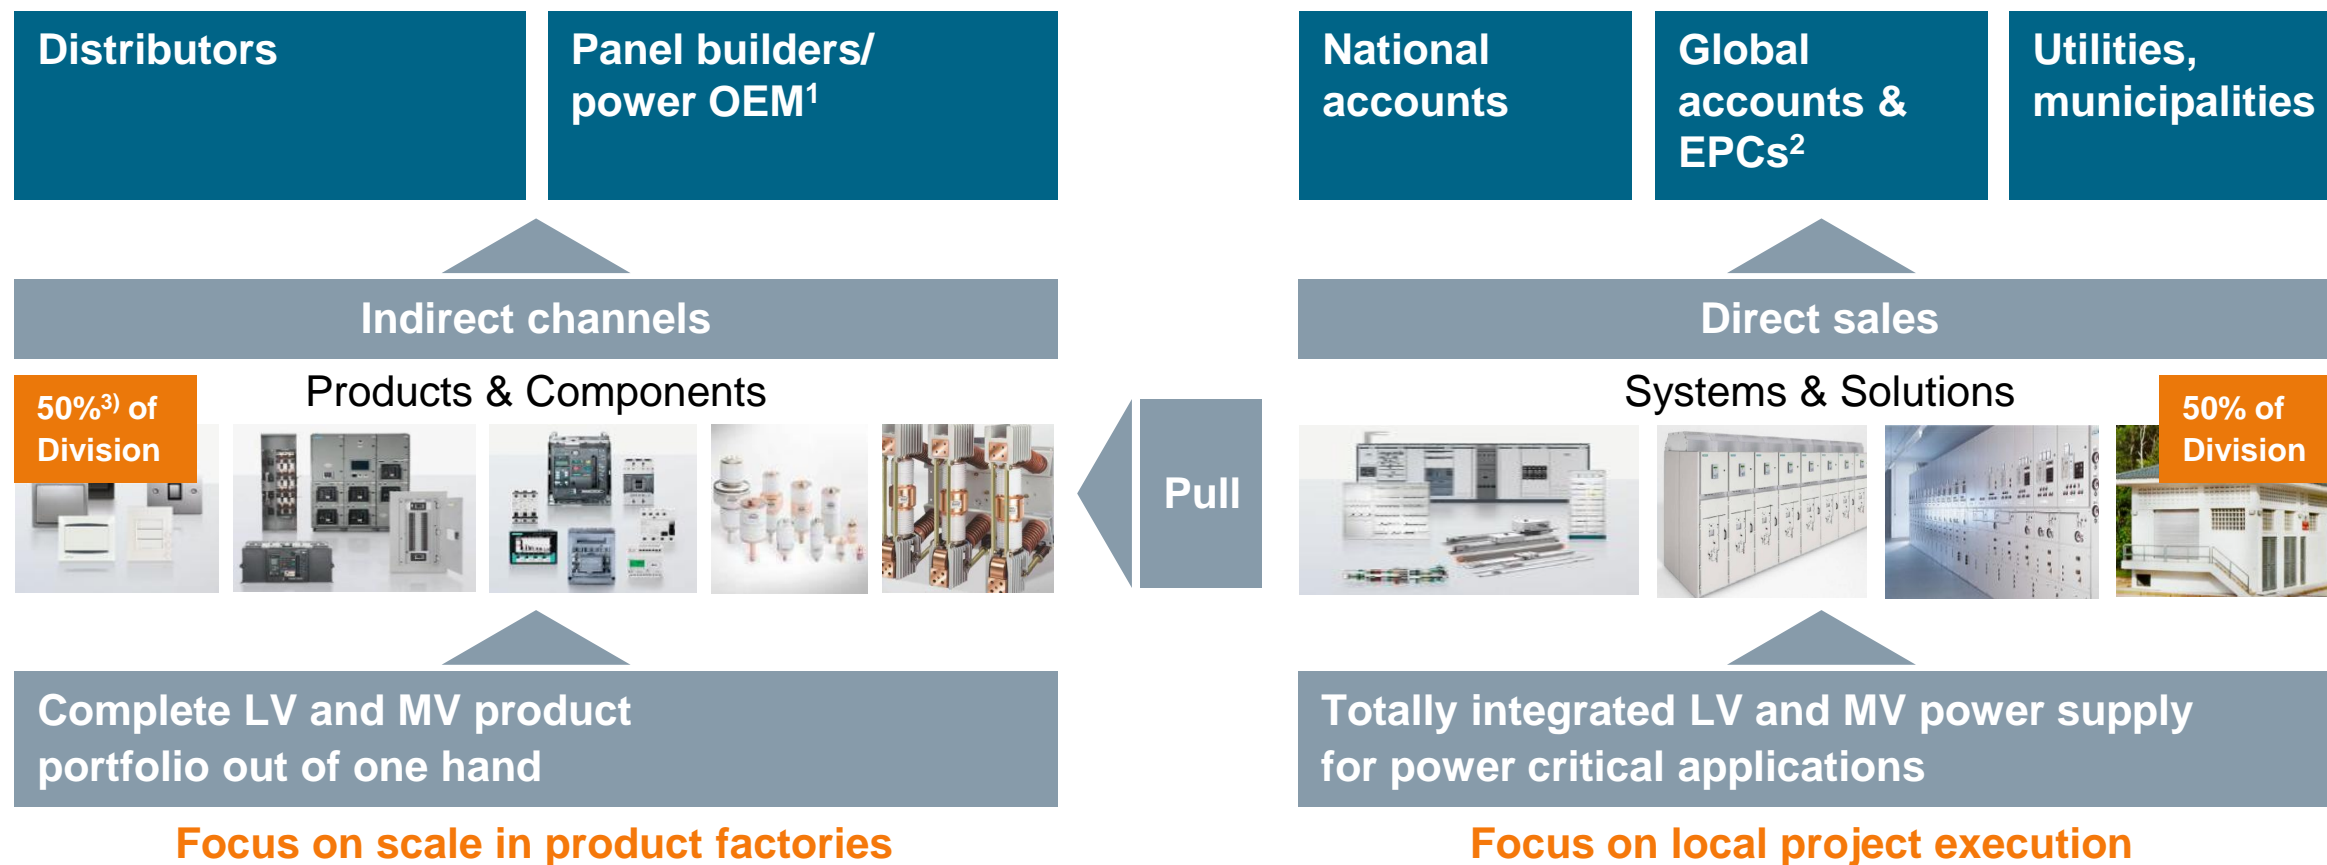 Distributors
Panel builders/
power OEM1
Indirect channels
50%3) of
Division
Products & Components
Complete LV and MV product
portfolio out of one hand
Focus on scale in product factories
Pull
National
accounts
Global
accounts &
EPCs2
Utilities,
municipalities
Direct sales
Systems & Solutions
50% of
Division
Totally integrated LV and MV power supply
for power critical applications
Focus on local project execution